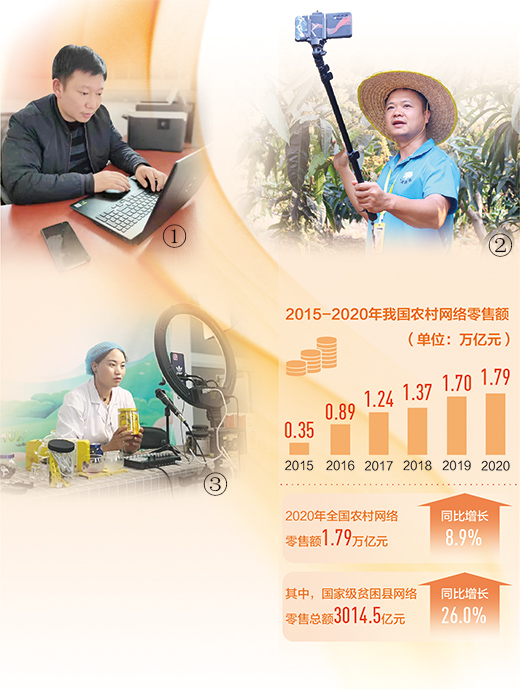 ①
②
③
2015-2020年我国农村网络零售额
（单位：万亿元）
0.35 0.89 1.24 1.37 1.70 1.79
2015 2016 2017 2018 2019 2020
2020年全国农村网络
零售额1.79万亿元
同比增长
8.9%
其中，国家级贫困县网络
零售总额3014.5亿元
同比增长
26.0%